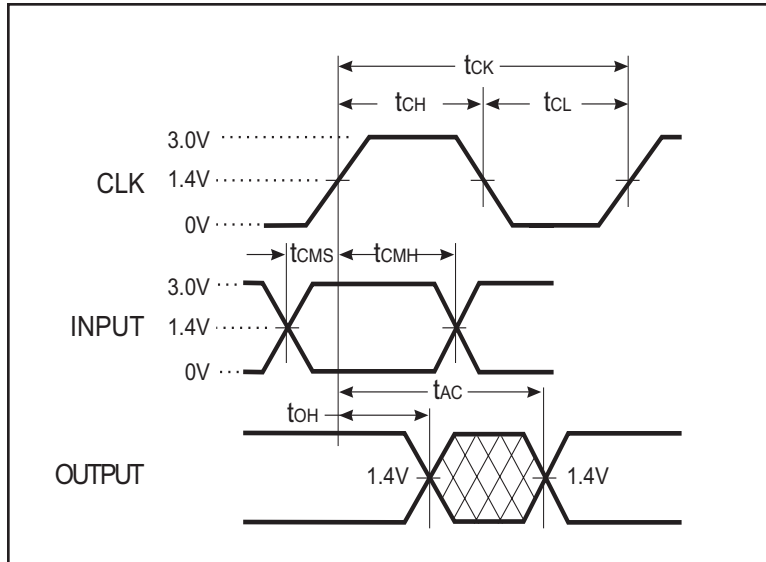 tCK
tCH tCL
3.0V
CLK 1.4V
0V
tCMS tCMH
3.0V
INPUT 1.4V
0V
tAC
tOH
OUTPUT 1.4V 1.4V